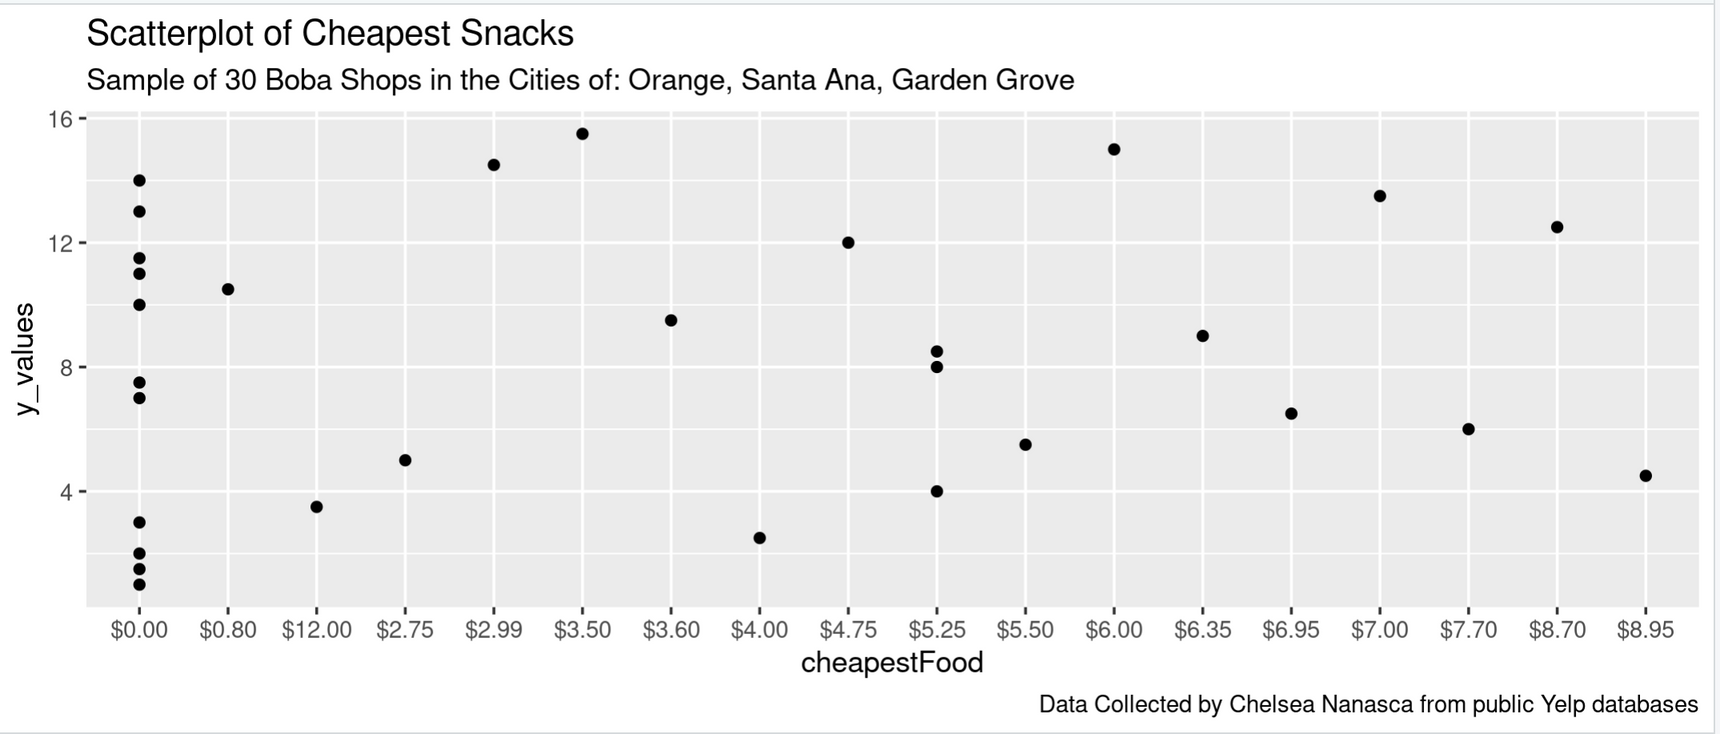 Scatterplot of Cheapest Snacks
Sample of 30 Boba Shops in the Cities of: Orange, Santa Ana, Garden Grove
16
12
8
4
y_values
$0.00 $0.80 $12.00 $2.75 $2.99 $3.50 $3.60 $4.00 $4.75 $5.25 $5.50 $6.00 $6.35 $6.95 $7.00 $7.70 $8.70 $8.95
cheapestFood
Data Collected by Chelsea Nanasca from public Yelp databases